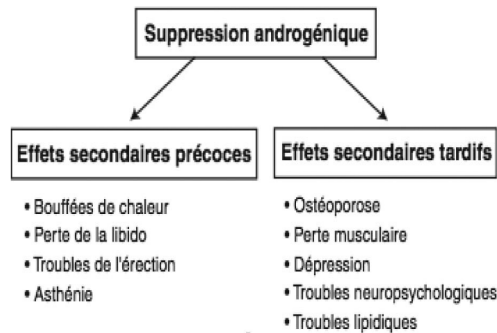 Suppression androgénique
Effets secondaires précoces
• Bouffées de chaleur
• Perte de la libido
• Troubles de l'érection
• Asthénie
Effets secondaires tardifs
• Ostéoporose
• Perte musculaire
• Dépression
• Troubles neuropsychologiques
• Troubles lipidiques